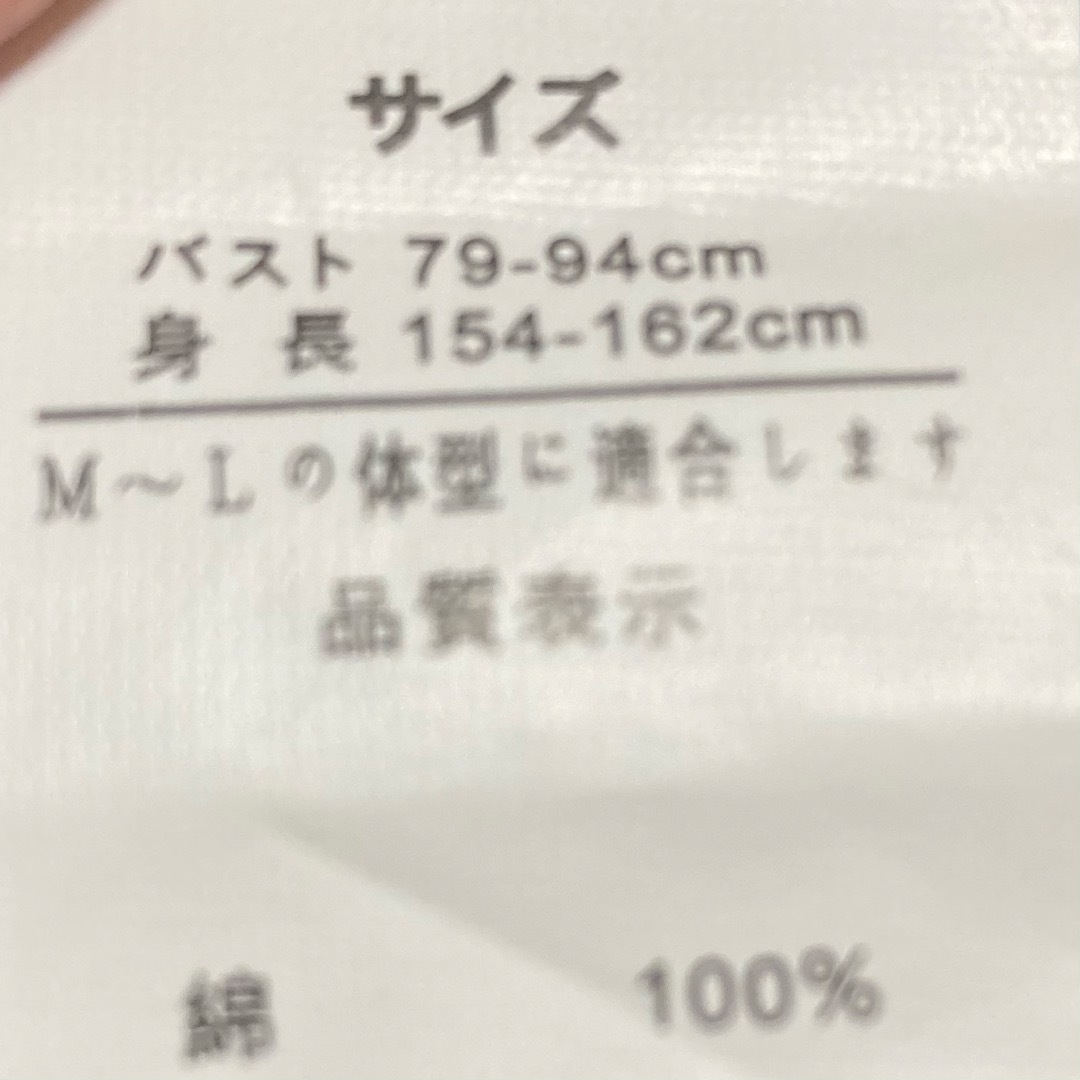 サイズ
バスト 79-94cm
身 長 154-162cm
M～Lの体型に適合します
品質表示
綿 100%